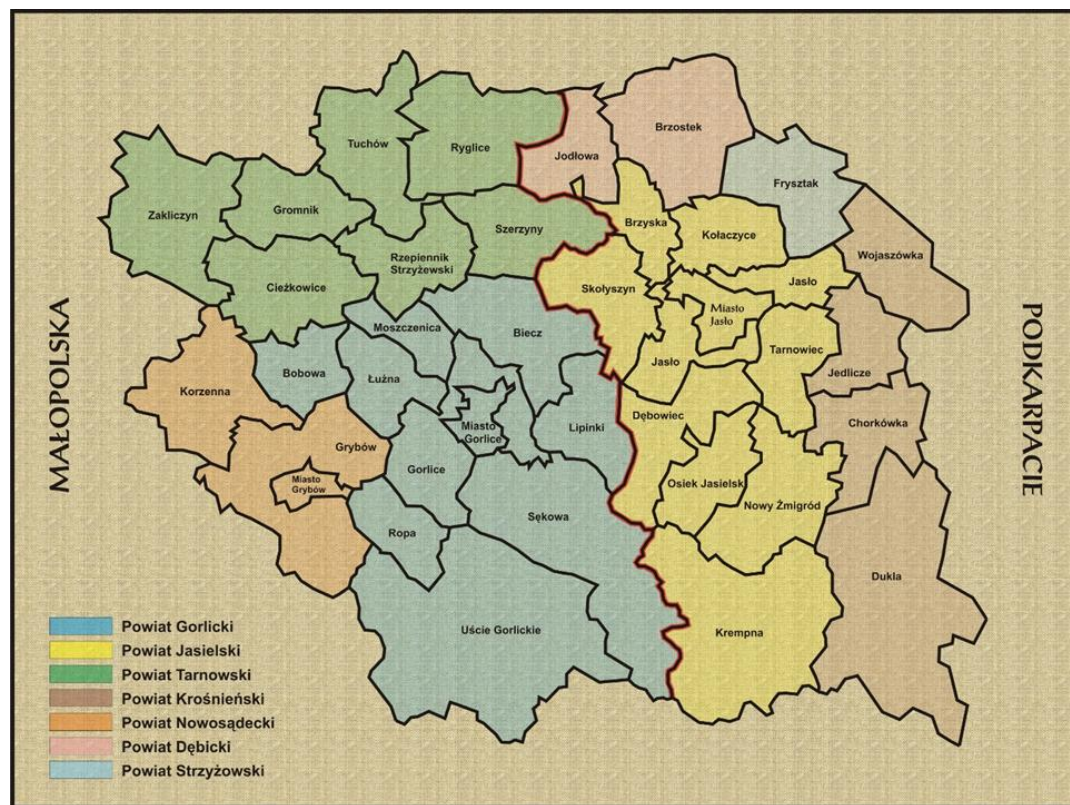 Tuchów
Ryglice
Jodłowa
Brzostek
Frysztak
Zakliczyn
Gromnik
Szerzyny
Brzyska
Kołaczyce
Wojaszówka
Rzepiennik
Strzyżewski
Ciężkowice
Skołyszyn
Jasło
Miasto
Jasło
Moszczenica
Biecz
Tarnowiec
Jasło
Jedlicze
Bobowa
Łużna
Korzenna
Dębowiec
Chorkówka
Lipinki
Miasto
Gorlice
Grybów
Gorlice
Miasto
Grybów
Osiek Jasielsk
Nowy Żmigród
Sękowa
Ropa
Dukla
Uście Gorlickie
Krempna
MAŁOPOLSKA
PODKARPACIE
Powiat Gorlicki
Powiat Jasielski
Powiat Tarnowski
Powiat Krośnieński
Powiat Nowosądecki
Powiat Dębicki
Powiat Strzyżowski